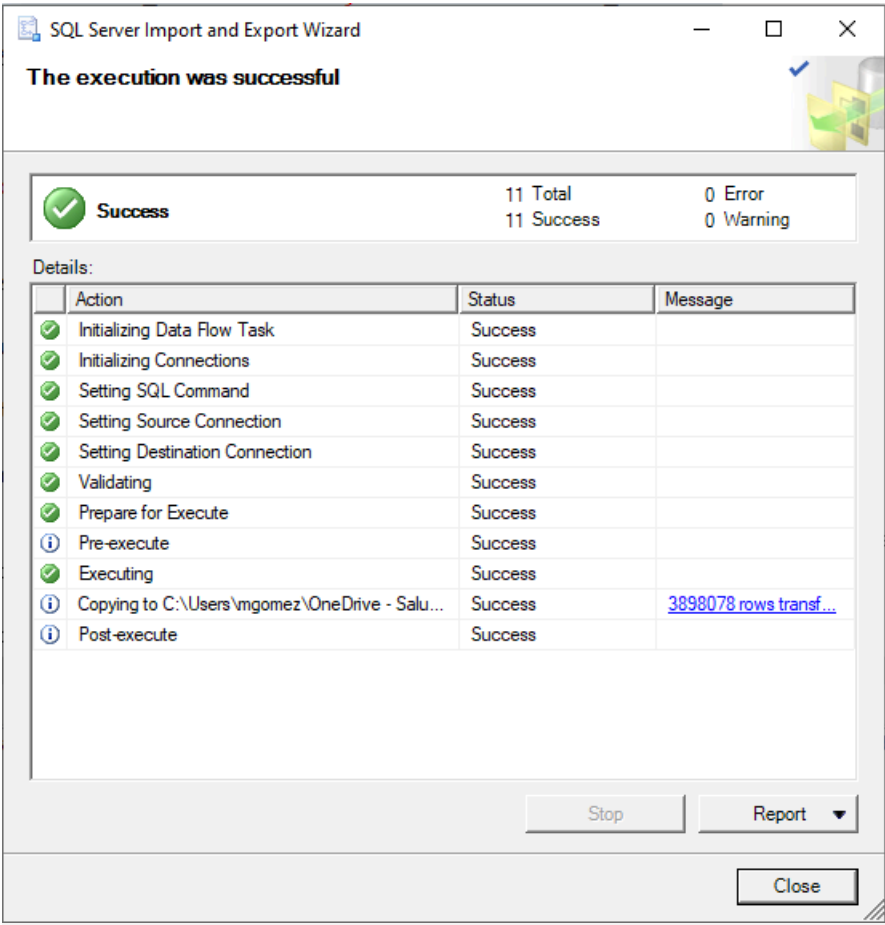 SQL Server Import and Export Wizard
The execution was successful
Success
11 Total
0 Error
11 Success
0 Warning
Details:
Action Status Message
Initializing Data Flow Task Success
Initializing Connections Success
Setting SQL Command Success
Setting Source Connection Success
Setting Destination Connection Success
Validating Success
Prepare for Execute Success
Pre-execute Success
Executing Success
Copying to C:\Users\mgomez\OneDrive - Salu... Success 3898078 rows transf...
Post-execute Success
Stop Report
Close